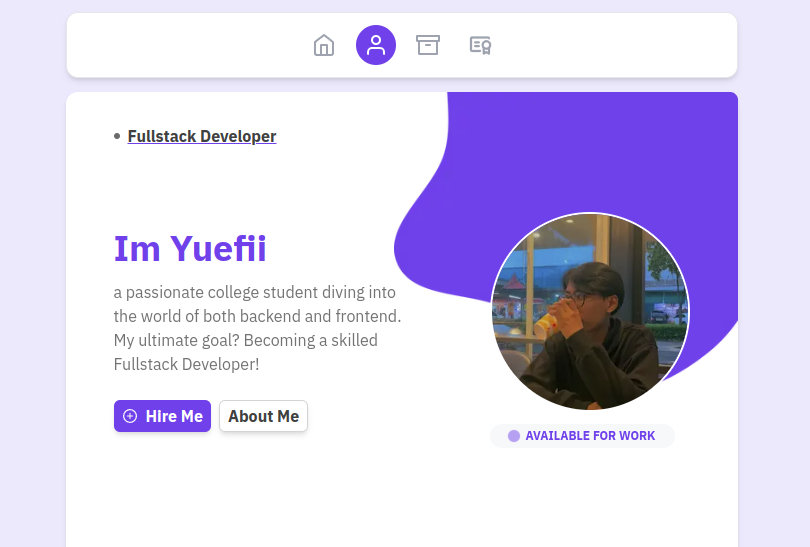 Fullstack Developer
Im Yuefii
a passionate college student diving into
the world of both backend and frontend.
My ultimate goal? Becoming a skilled
Fullstack Developer!
Hire Me
About Me
AVAILABLE FOR WORK